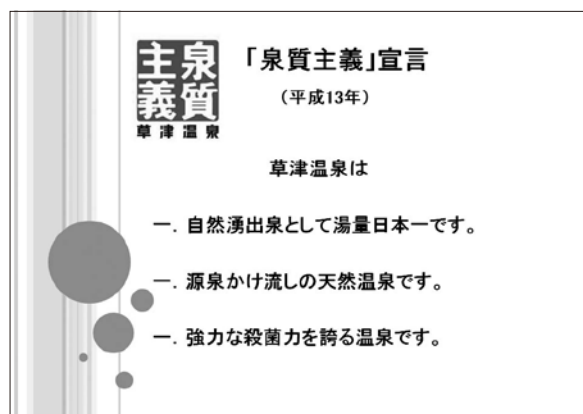 泉質
主義
草津温泉
「泉質主義」宣言
（平成13年）
草津温泉は
一．自然湧出泉として湯量日本一です。
一．源泉かけ流しの天然温泉です。
一．強力な殺菌力を誇る温泉です。